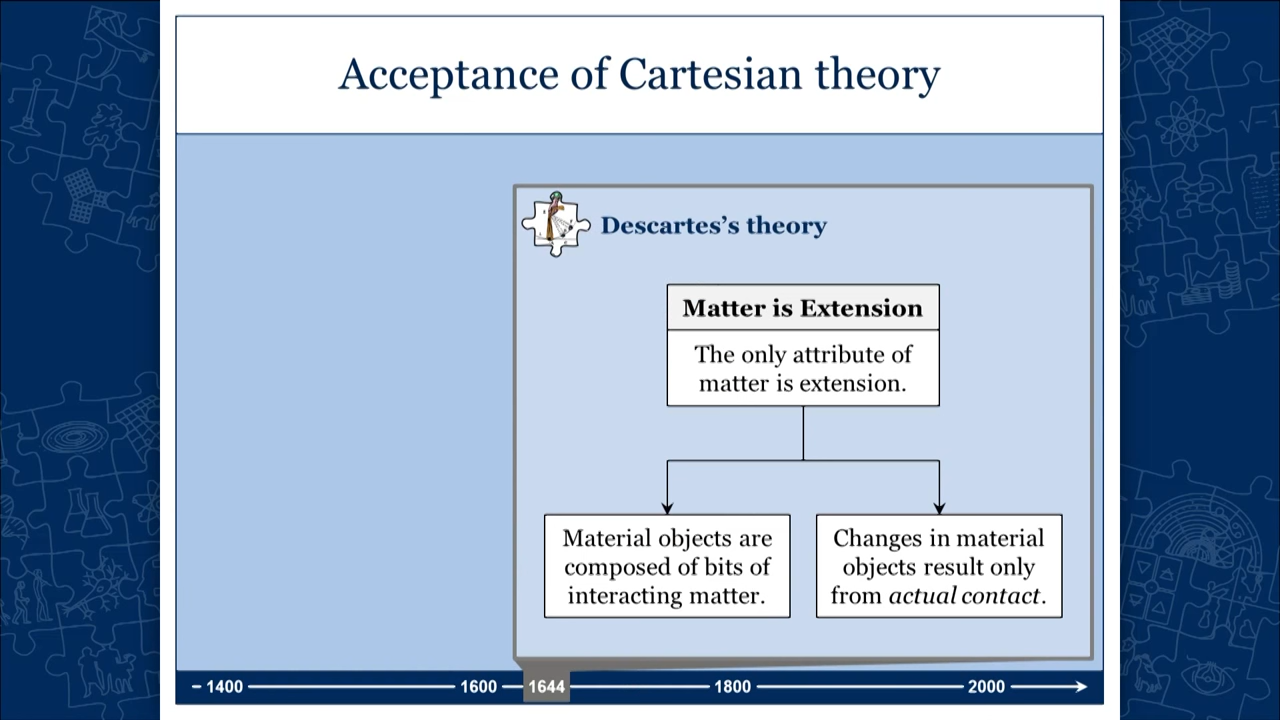 Acceptance of Cartesian theory
Descartes’s theory
Matter is Extension
The only attribute of
matter is extension.
Material objects are
composed of bits of
interacting matter.
Changes in material
objects result only
from actual contact.
1400 1600 1644 1800 2000